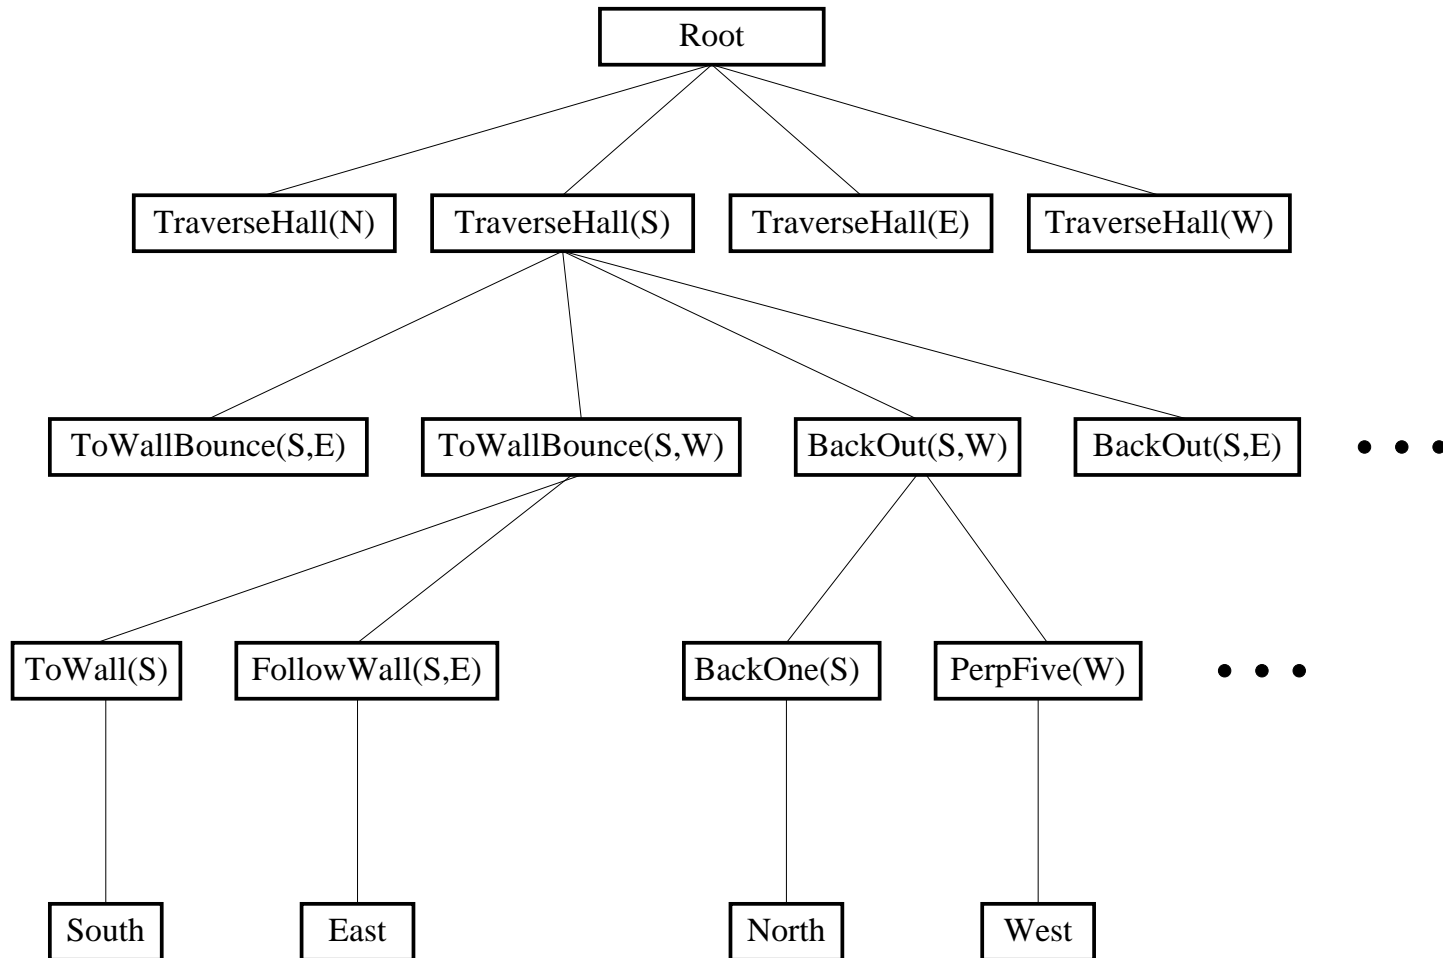 Root
TraverseHall(N) TraverseHall(S) TraverseHall(E) TraverseHall(W)
ToWallBounce(S,E) ToWallBounce(S,W) BackOut(S,W) BackOut(S,E)
ToWall(S) FollowWall(S,E) BackOne(S) PerpFive(W)
South East North West